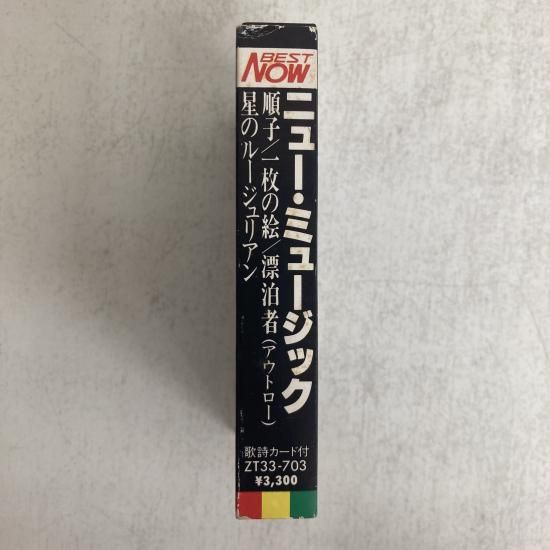 BEST
NOW
ニュー・ミュージック
順子/一枚の絵/漂泊者(アウトロー)
星のルージュリアン
歌詩カード付
ZT33-703
¥3,300